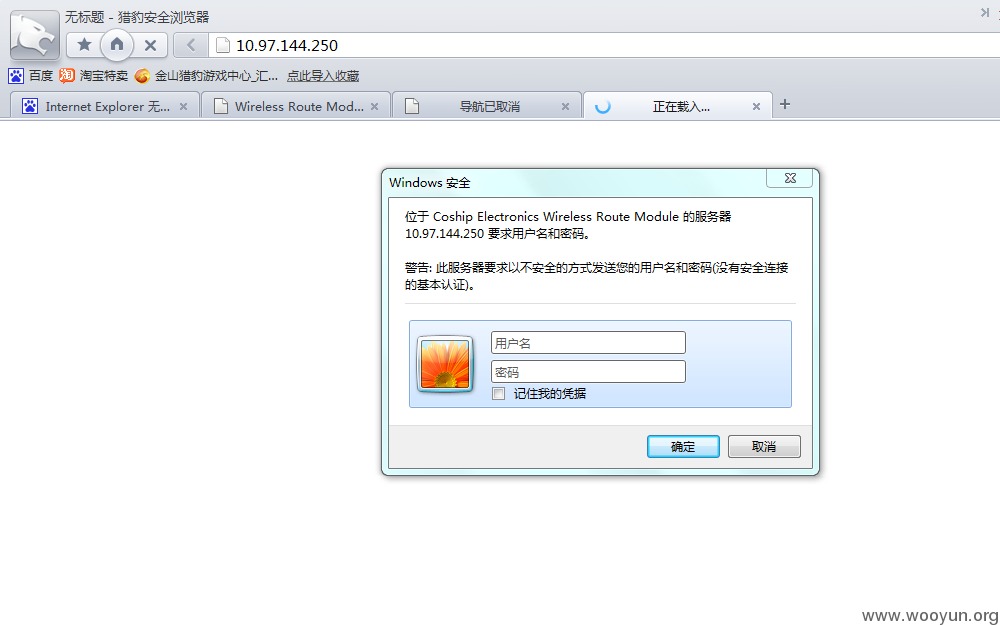 无标题 - 猎豹安全浏览器
10.97.144.250
百度 淘宝特卖 金山猎豹游戏中心_汇... 点此导入收藏
Internet Explorer 无... Wireless Route Mod... 导航已取消 正在载入...
Windows 安全
位于 Coship Electronics Wireless Route Module 的服务器
10.97.144.250 要求用户名和密码。
警告: 此服务器要求以不安全的方式发送您的用户名和密码(没有安全连接
的基本认证)。
用户名
密码
记住我的凭据
确定 取消
www.wooyun.org